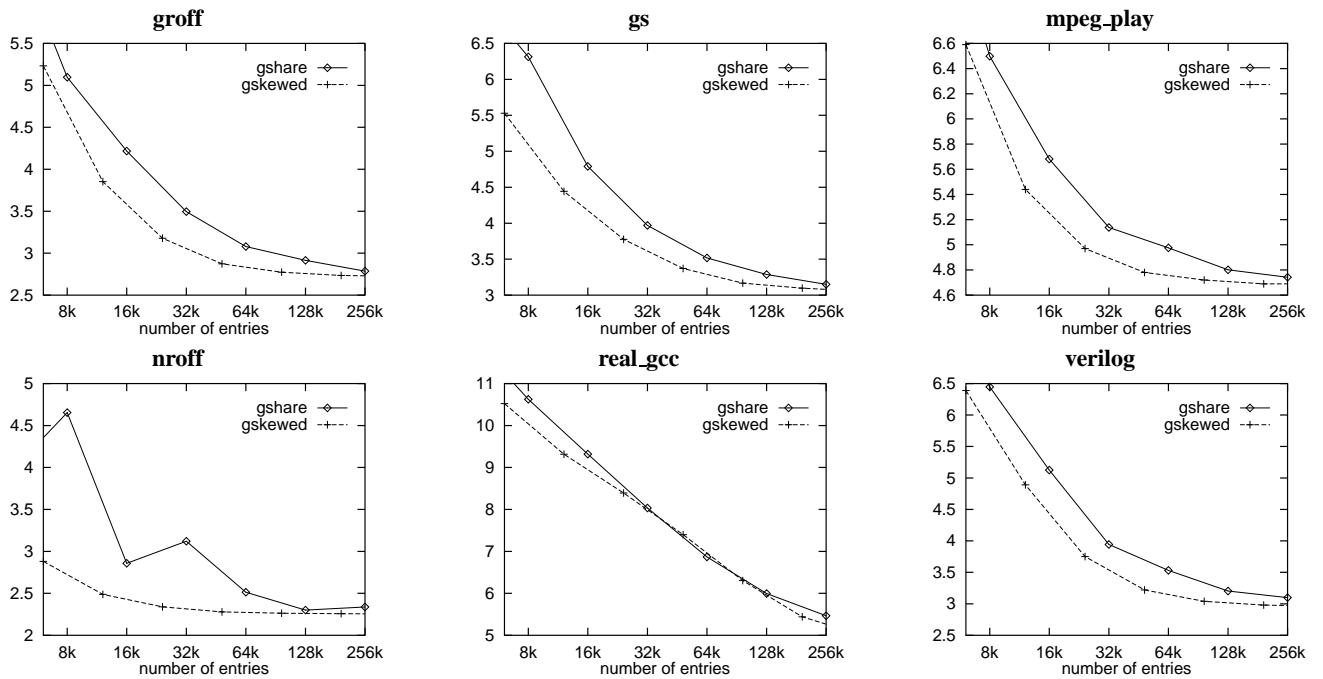 groff
5.5
5
4.5
4
3.5
3
2.5
gshare
gskewed
8k 16k 32k 64k 128k 256k
number of entries
gs
6.5
6
5.5
5
4.5
4
3.5
3
gshare
gskewed
8k 16k 32k 64k 128k 256k
number of entries
mpeg_play
6.6
6.4
6.2
6
5.8
5.6
5.4
5.2
5
4.8
4.6
gshare
gskewed
8k 16k 32k 64k 128k 256k
number of entries
nroff
5
4.5
4
3.5
3
2.5
2
gshare
gskewed
8k 16k 32k 64k 128k 256k
number of entries
real_gcc
11
10
9
8
7
6
5
gshare
gskewed
8k 16k 32k 64k 128k 256k
number of entries
verilog
6.5
6
5.5
5
4.5
4
3.5
3
2.5
gshare
gskewed
8k 16k 32k 64k 128k 256k
number of entries